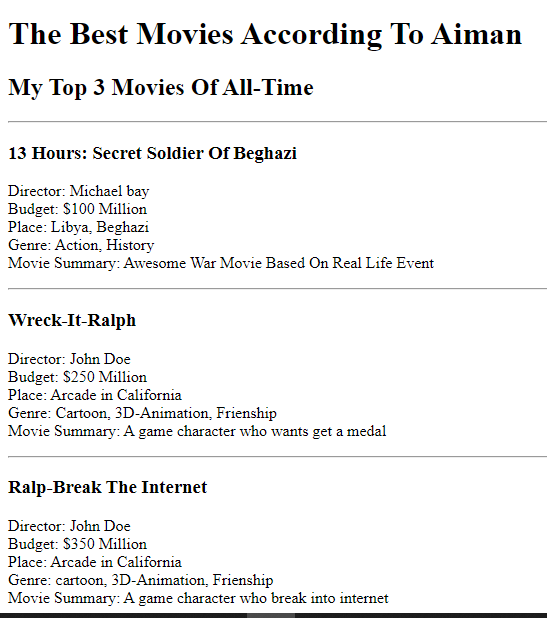 The Best Movies According To Aiman
My Top 3 Movies Of All-Time
13 Hours: Secret Soldier Of Beghazi
Director: Michael bay
Budget: $100 Million
Place: Libya, Beghazi
Genre: Action, History
Movie Summary: Awesome War Movie Based On Real Life Event
Wreck-It-Ralph
Director: John Doe
Budget: $250 Million
Place: Arcade in California
Genre: Cartoon, 3D-Animation, Frienship
Movie Summary: A game character who wants get a medal
Ralp-Break The Internet
Director: John Doe
Budget: $350 Million
Place: Arcade in California
Genre: cartoon, 3D-Animation, Frienship
Movie Summary: A game character who break into internet